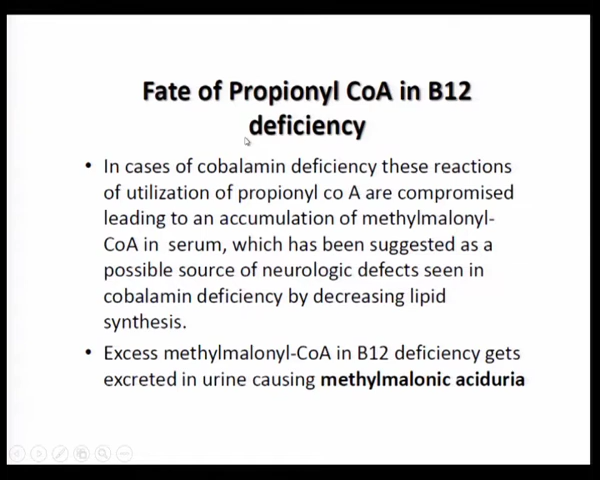 Fate of Propionyl CoA in B12
deficiency
• In cases of cobalamin deficiency these reactions
of utilization of propionyl co A are compromised
leading to an accumulation of methylmalonyl-
CoA in  serum, which has been suggested as a
possible source of neurologic defects seen in
cobalamin deficiency by decreasing lipid
synthesis.
• Excess methylmalonyl-CoA in B12 deficiency gets
excreted in urine causing methylmalonic aciduria